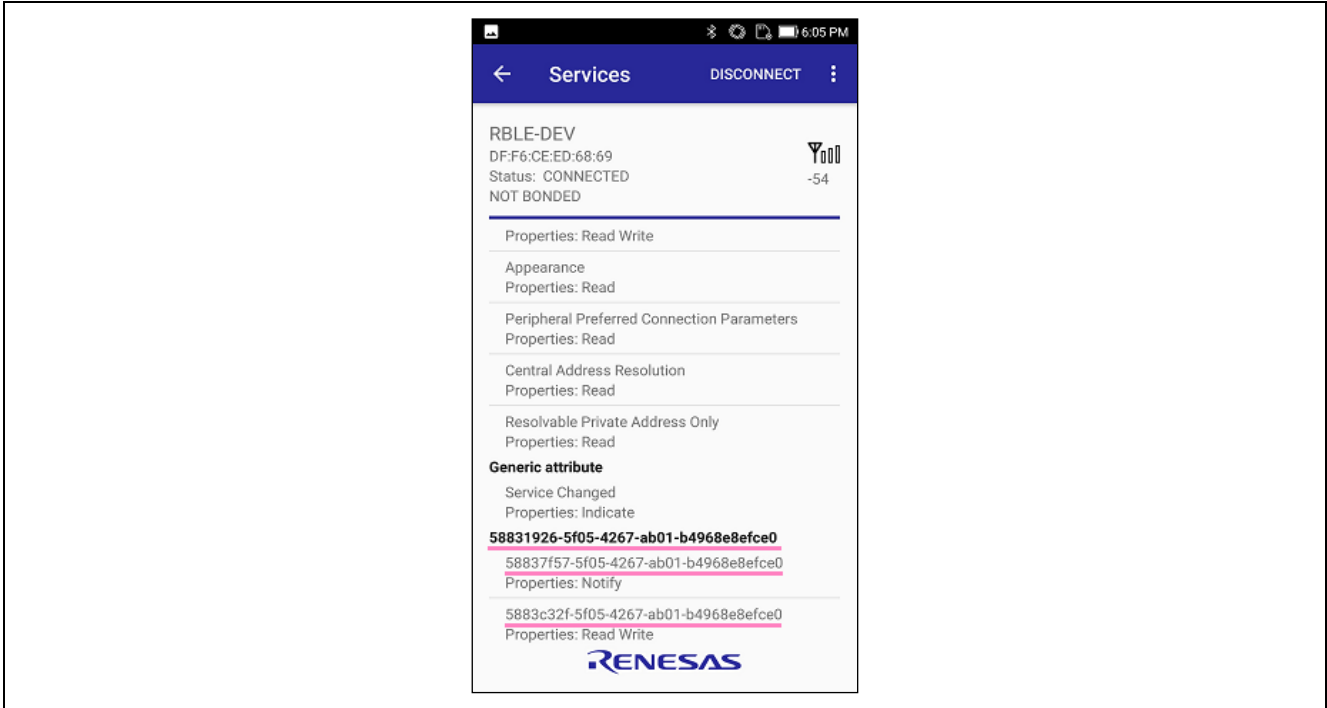 6:05 PM
Services DISCONNECT
RBLE-DEV
DF:F6:CE:ED:68:69
Status: CONNECTED
-54
NOT BONDED
Properties: Read Write
Appearance
Properties: Read
Peripheral Preferred Connection Parameters
Properties: Read
Central Address Resolution
Properties: Read
Resolvable Private Address Only
Properties: Read
Generic attribute
Service Changed
Properties: Indicate
58831926-5f05-4267-ab01-b4968e8efce0
58837f57-5f05-4267-ab01-b4968e8efce0
Properties: Notify
5883c32f-5f05-4267-ab01-b4968e8efce0
Properties: Read Write
RENESAS